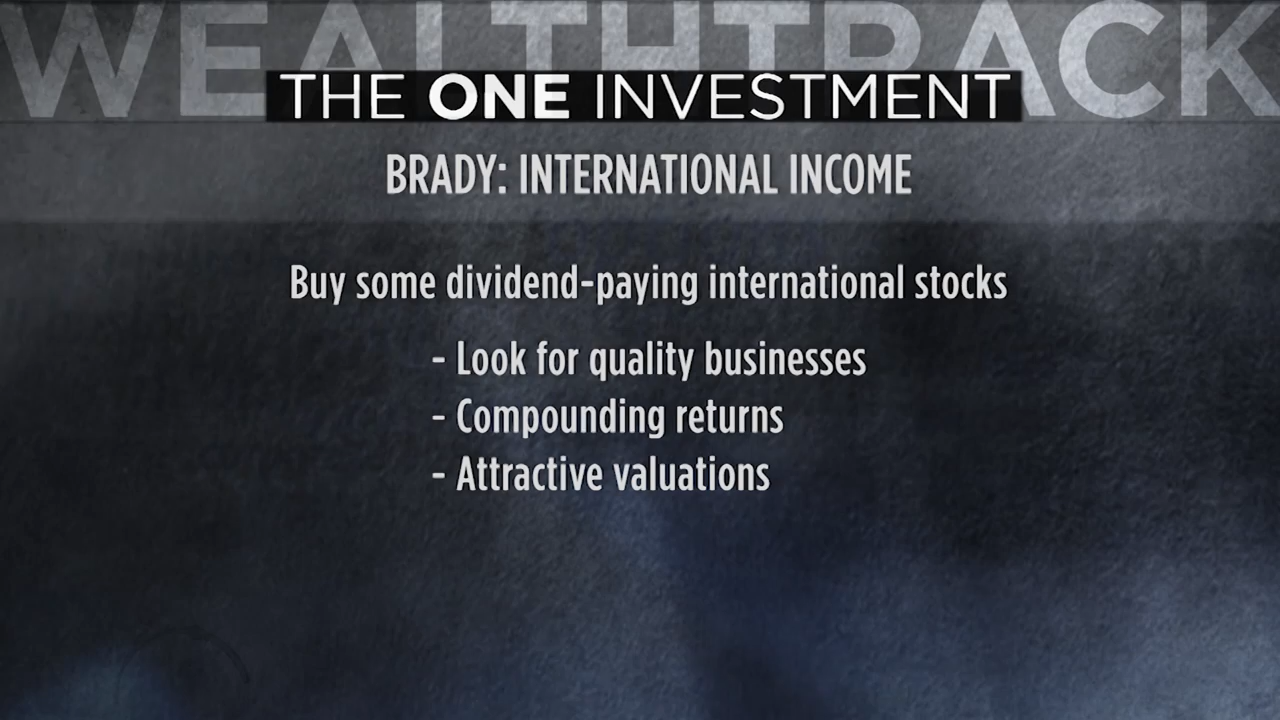 WEALTHTRACK
THE ONE INVESTMENT
BRADY: INTERNATIONAL INCOME
Buy some dividend-paying international stocks
- Look for quality businesses
- Compounding returns
- Attractive valuations